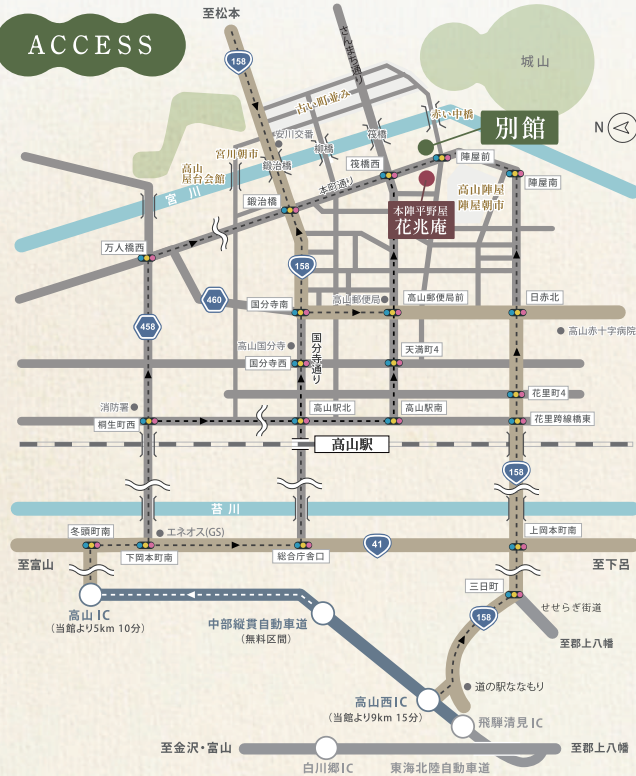 ACCESS
至松本
158
さんまち通り
城山
古い町並み
赤い中橋
別館
N
宮川朝市
安川交番
柳橋
筏橋
高山
屋台会館
鍛冶橋
筏橋西
陣屋前
陣屋南
宮川
本町通り
高山陣屋
陣屋朝市
鍛冶橋
本陣平野屋
花兆庵
万人橋西
158
460
国分寺南
高山郵便局
高山郵便局前
日赤北
458
高山赤十字病院
高山国分寺
国分寺通り
国分寺西
天満町4
花里町4
消防署
桐生町西
高山駅北
高山駅南
花里跨線橋東
高山駅
158
苔川
冬頭町南
エネオス(GS)
上岡本町南
下岡本町南
総合庁舎口
41
至富山
至下呂
三日町
高山IC
(当館より5km 10分)
中部縦貫自動車道
(無料区間)
せせらぎ街道
158
至郡上八幡
道の駅ななもり
高山西IC
(当館より9km 15分)
飛騨清見IC
至金沢・富山
至郡上八幡
白川郷IC
東海北陸自動車道